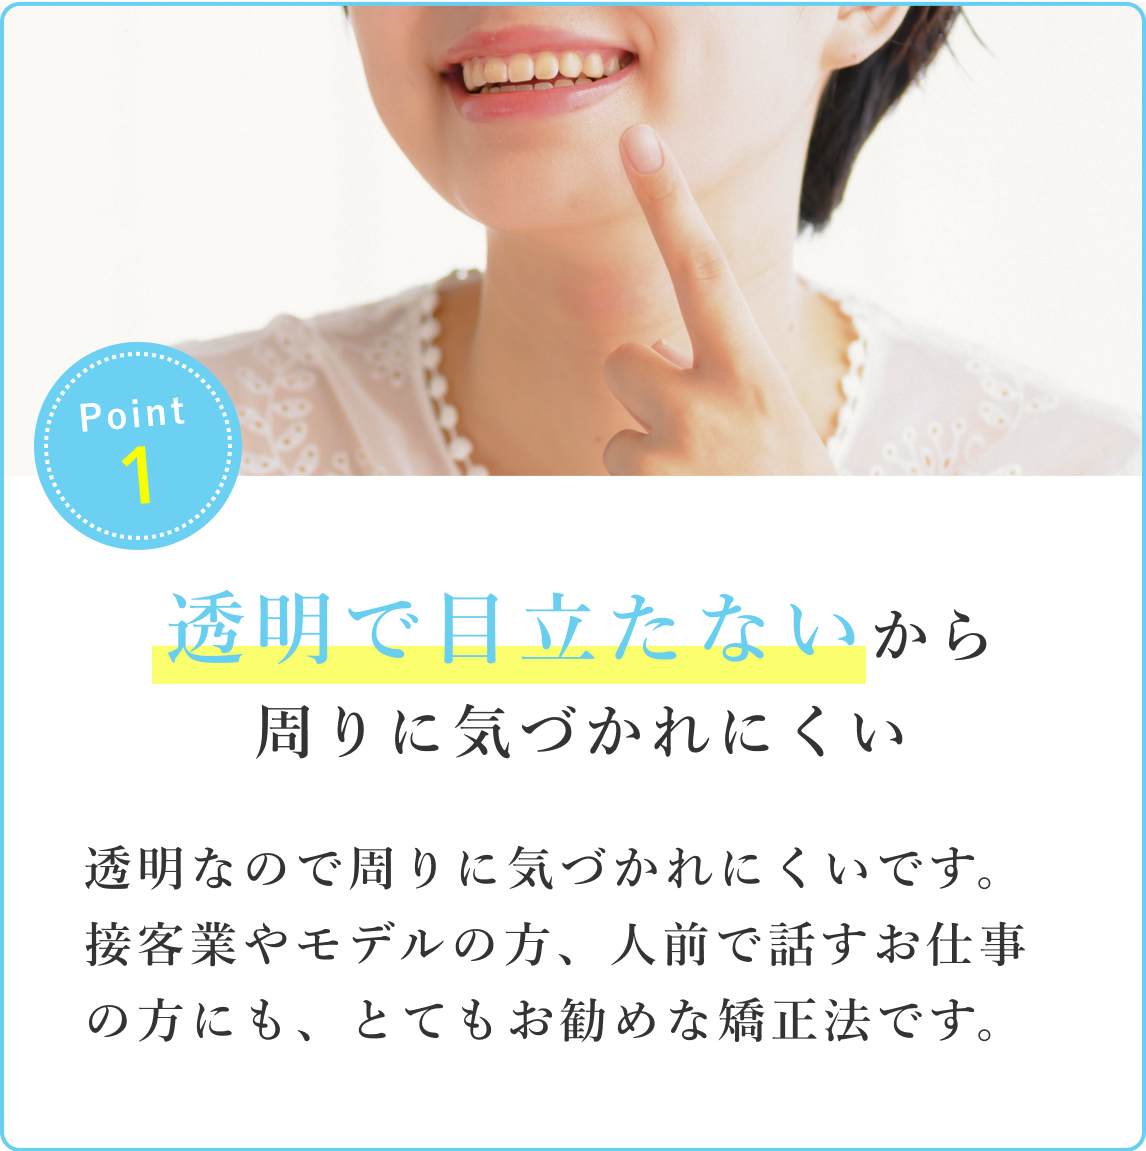 Point
1
透明で目立たないから
周りに気づかれにくい
透明なので周りに気づかれにくいです。
接客業やモデルの方、人前で話すお仕事
の方にも、とてもお勧めな矯正法です。